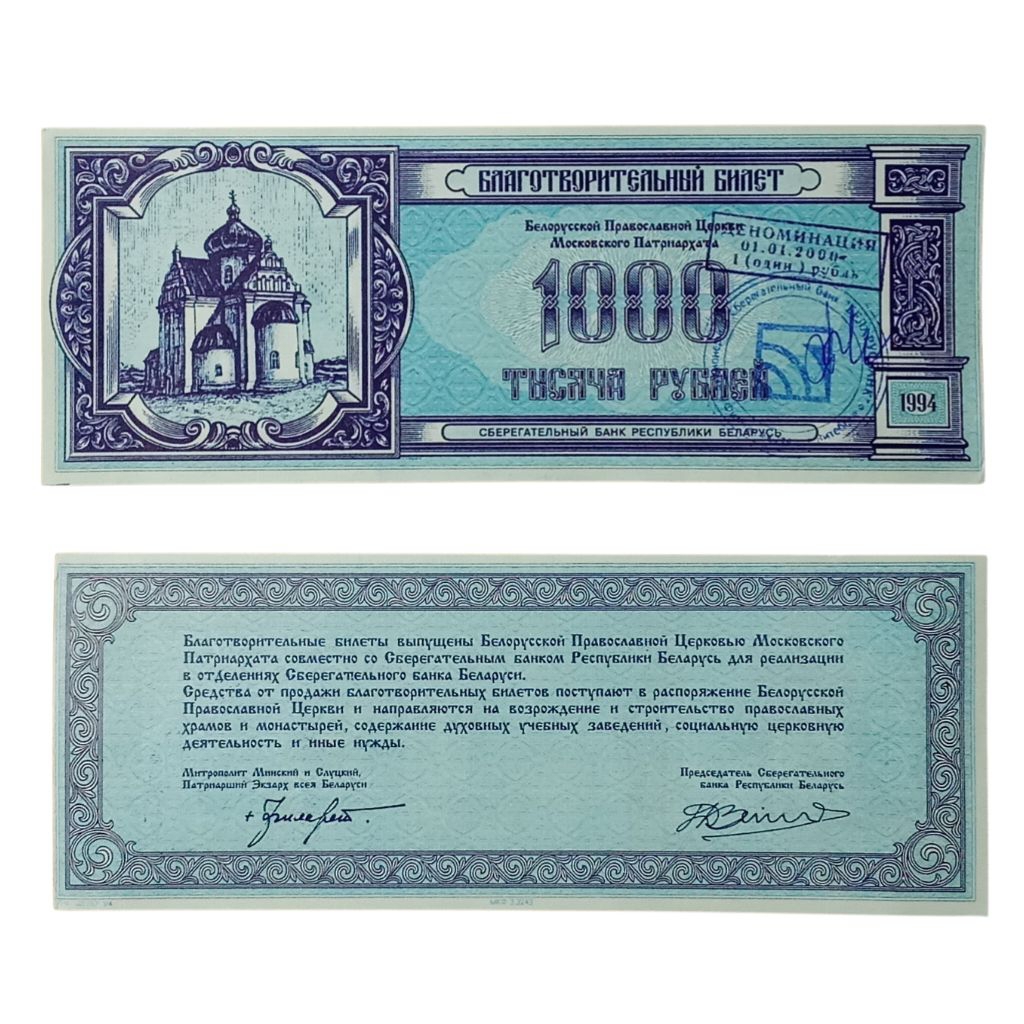 БЛАГОТВОРИТЕЛЬНЫЙ БИЛЕТ
Белорусской Православной Церкви
Московского Патриархата
ДЕНОМИНАЦИЯ
01.01.2000
1 (один) рубль
1000
ТЫСЯЧА РУБЛЕЙ
1994
СБЕРЕГАТЕЛЬНЫЙ БАНК РЕСПУБЛИКИ БЕЛАРУСЬ
Благотворительные билеты выпущены Белорусской Православной Церковью Московского
Патриархата совместно со Сберегательным банком Республики Беларусь для реализации
в отделениях Сберегательного банка Беларуси.
Средства от продажи благотворительных билетов поступают в распоряжение Белорусской
Православной Церкви и направляются на возрождение и строительство православных
храмов и монастырей, содержание духовных учебных заведений, социальную церковную
деятельность и иные нужды.
Митрополит Минский и Слуцкий,
Патриарший Экзарх всея Беларуси
Председатель Сберегательного
банка Республики Беларусь
+ Филарет.